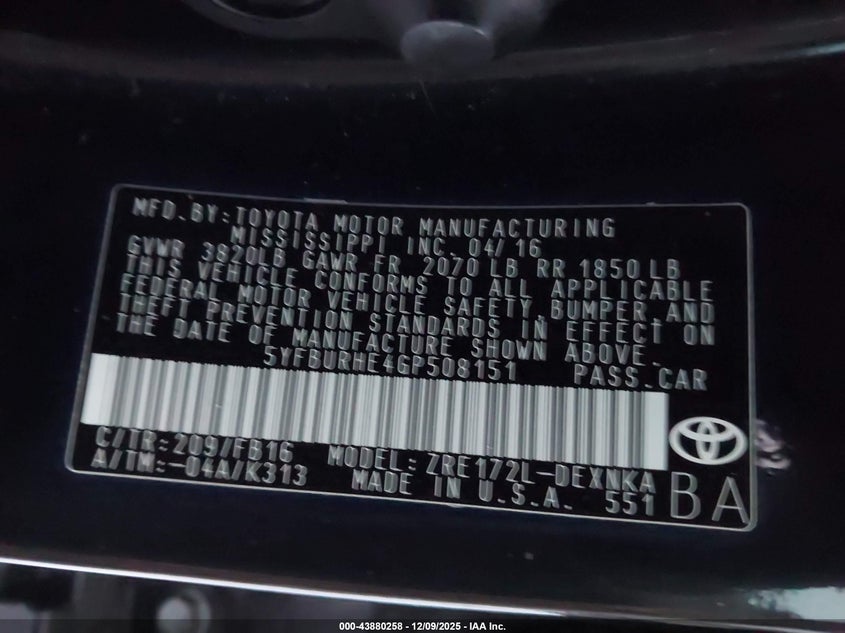 MFD.BY:TOYOTA MOTOR MANUFACTURING
MISSISSIPPI INC. 04/16
GVWR 3820LB GAWR FR 2070 LB RR 1850 LB
THIS VEHICLE CONFORMS TO ALL APPLICABLE
FEDERAL MOTOR VEHICLE SAFETY,BUMPER AND
THEFT PREVENTION STANDARDS IN EFFECT ON
THE DATE OF MANUFACTURE SHOWN ABOVE.
5YFBURHE4GP508151 PASS.CAR
C/TR:209/FB16 MODEL:ZRE172L-DEXNKA
A/TM:-04A/K313 MADE IN U.S.A. 551
BA
000-43880258 - 12/09/2025 - IAA Inc.